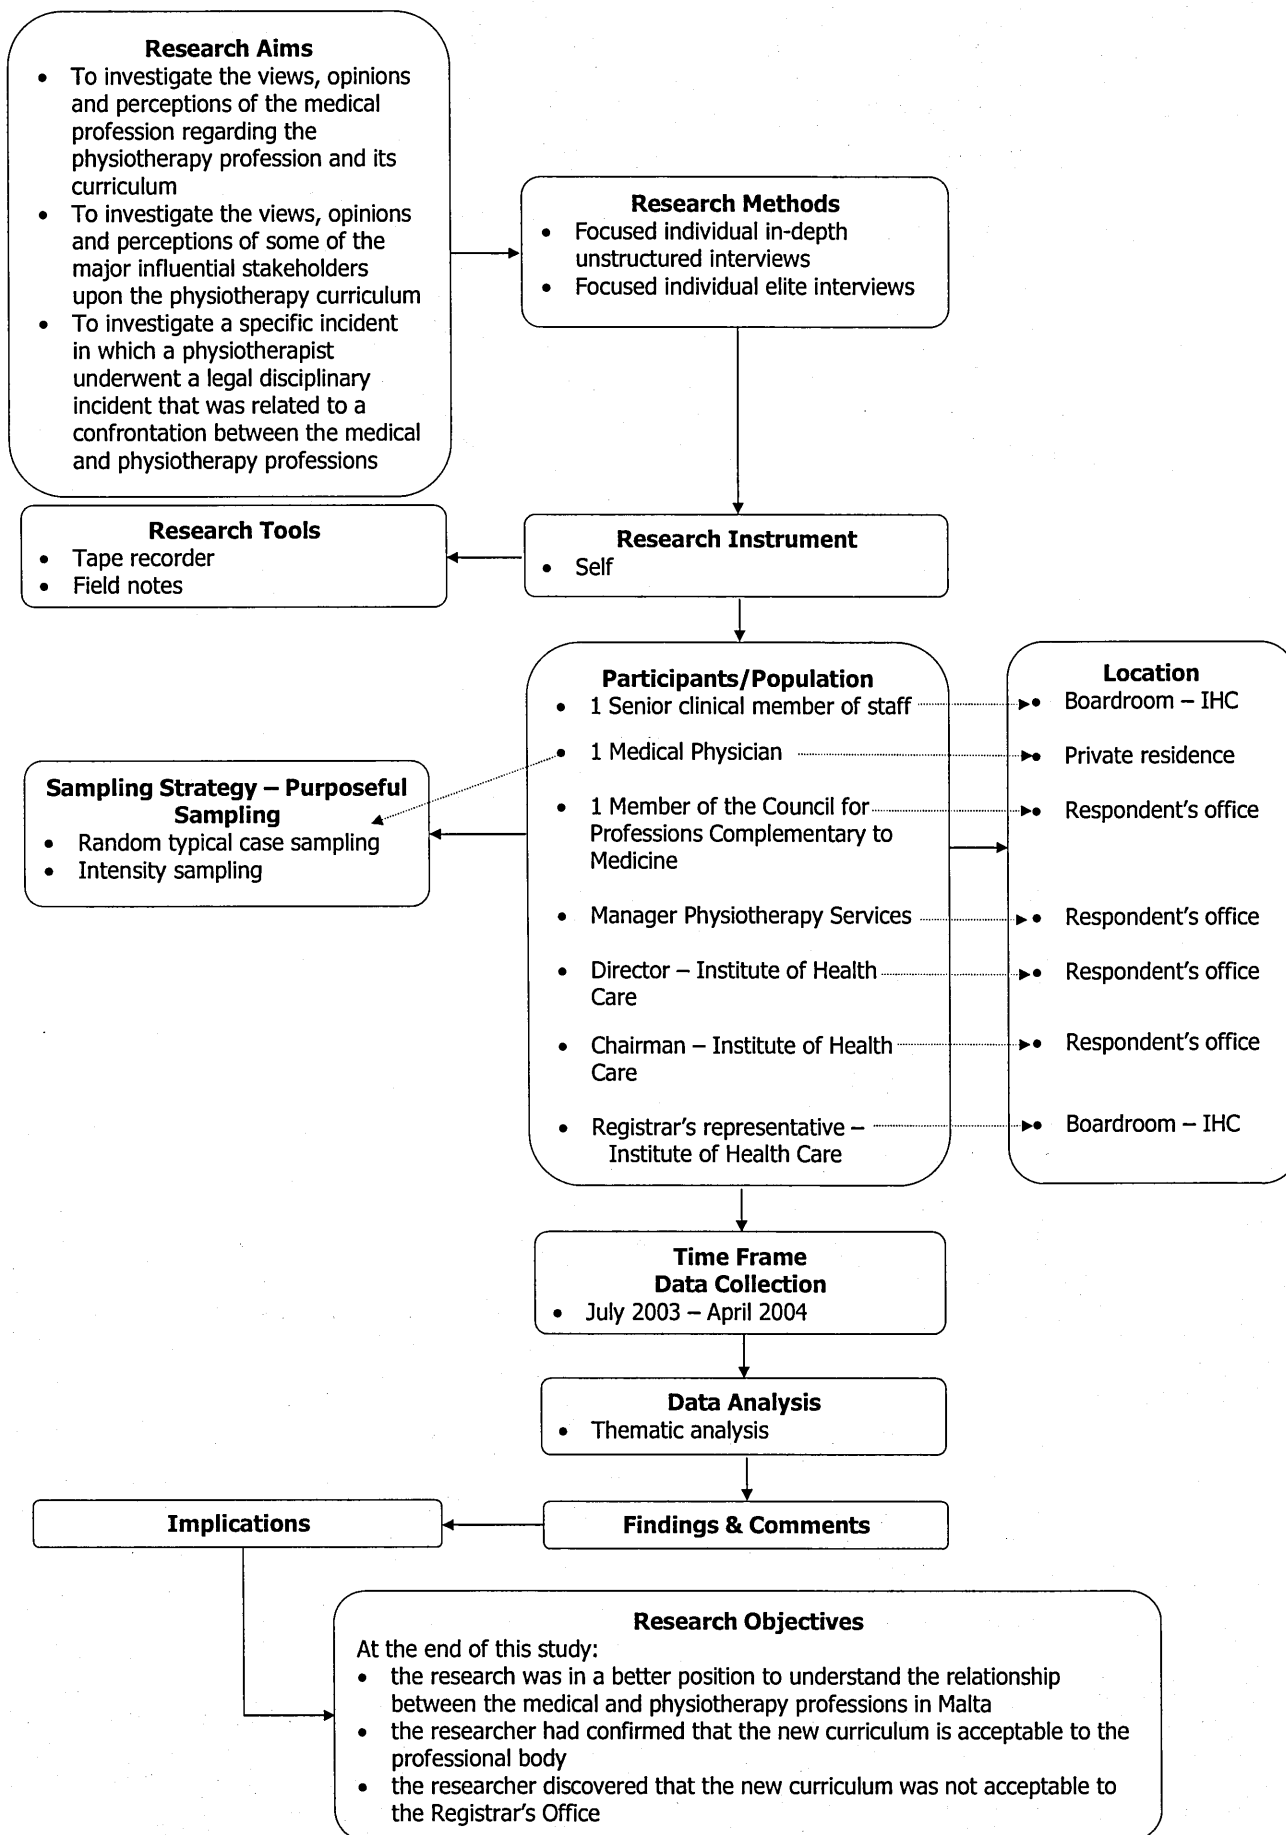 Research Aims
• To investigate the views, opinions
and perceptions of the medical
profession regarding the
physiotherapy profession and its
curriculum
• To investigate the views, opinions
and perceptions of some of the
major influential stakeholders
upon the physiotherapy curriculum
• To investigate a specific incident
in which a physiotherapist
underwent a legal disciplinary
incident that was related to a
confrontation between the medical
and physiotherapy professions
Research Methods
• Focused individual in-depth
unstructured interviews
• Focused individual elite interviews
Research Instrument
• Self
Research Tools
• Tape recorder
• Field notes
Participants/Population
• 1 Senior clinical member of staff
• 1 Medical Physician
• 1 Member of the Council for
Professions Complementary to
Medicine
• Manager Physiotherapy Services
• Director – Institute of Health
Care
• Chairman – Institute of Health
Care
• Registrar's representative –
Institute of Health Care
Location
• Boardroom – IHC
• Private residence
• Respondent's office
• Respondent's office
• Respondent's office
• Respondent's office
• Boardroom – IHC
Sampling Strategy – Purposeful
Sampling
• Random typical case sampling
• Intensity sampling
Time Frame
Data Collection
• July 2003 – April 2004
Data Analysis
• Thematic analysis
Findings & Comments
Implications
Research Objectives
At the end of this study:
• the research was in a better position to understand the relationship
between the medical and physiotherapy professions in Malta
• the researcher had confirmed that the new curriculum is acceptable to the
professional body
• the researcher discovered that the new curriculum was not acceptable to
the Registrar's Office